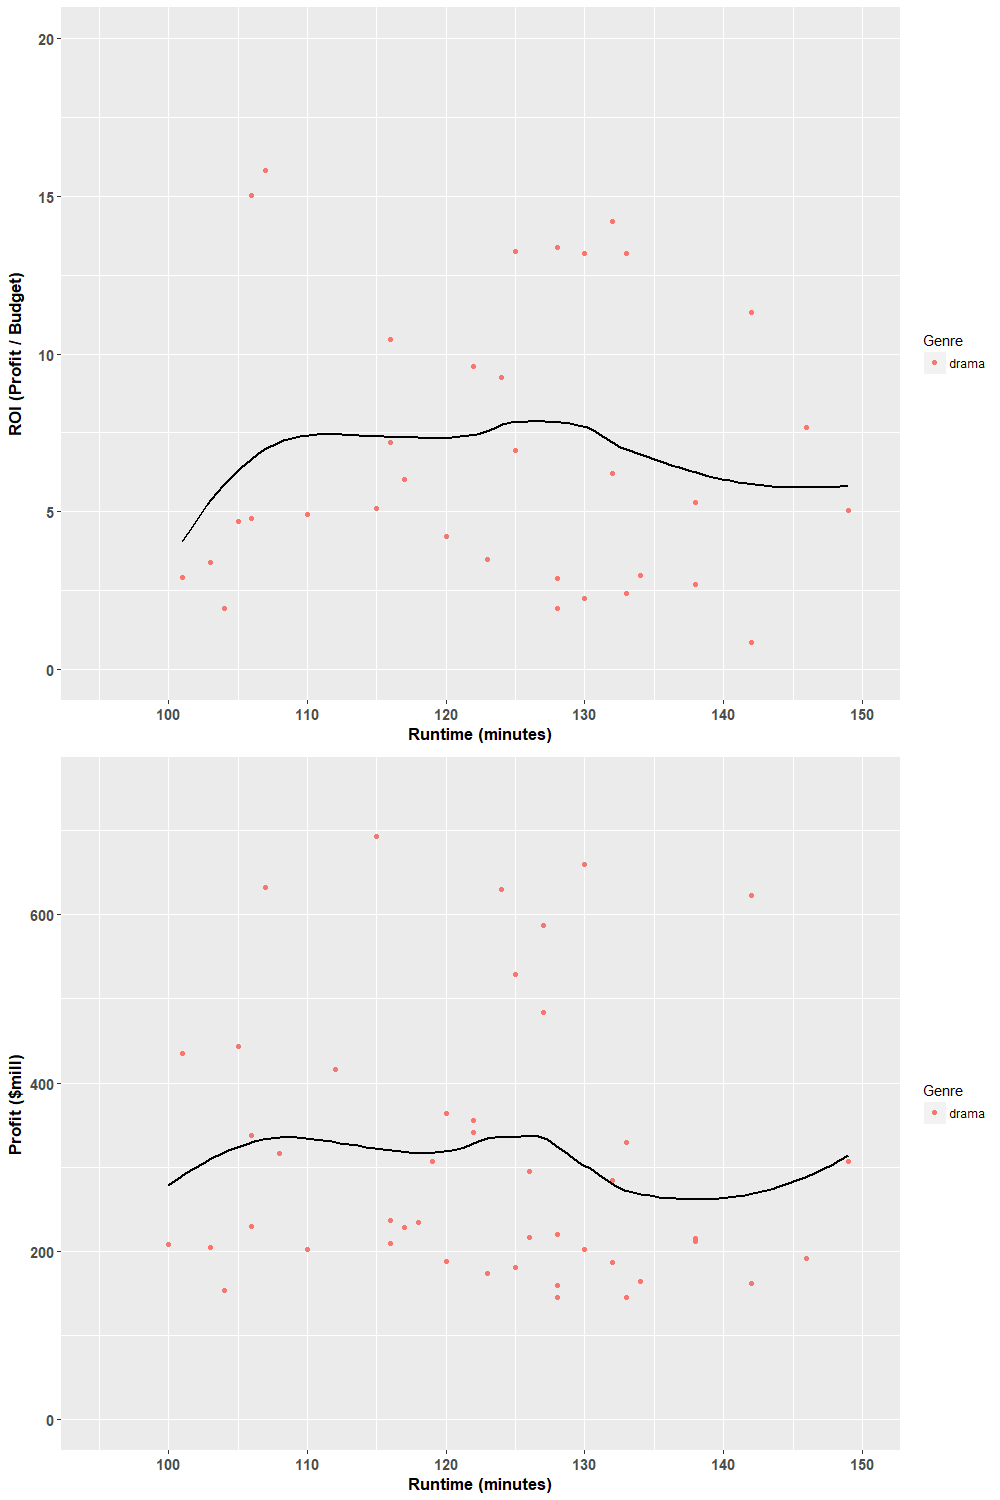 20
15
10
5
0
ROI (Profit / Budget)
100 110 120 130 140 150
Runtime (minutes)
Genre
drama
600
400
200
0
Profit ($mill)
100 110 120 130 140 150
Runtime (minutes)
Genre
drama